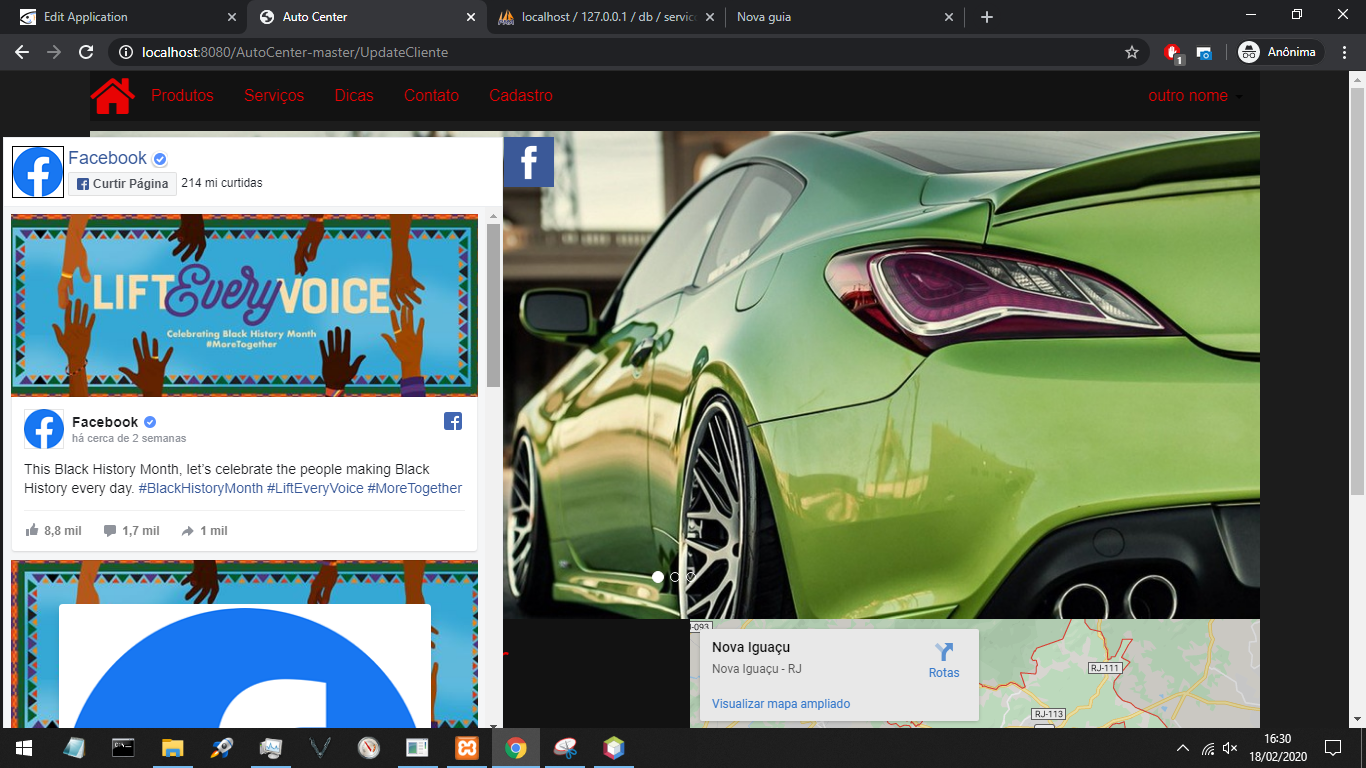 Edit Application
Auto Center
localhost / 127.0.0.1 / db / servic
Nova guia
localhost:8080/AutoCenter-master/UpdateCliente
1
Anônima
Produtos
Serviços
Dicas
Contato
Cadastro
outro nome
Facebook
Curtir Página
214 mi curtidas
LIFT Every VOICE
Celebrating Black History Month
#MoreTogether
Facebook
há cerca de 2 semanas
This Black History Month, let’s celebrate the people making Black
History every day. #BlackHistoryMonth #LiftEveryVoice #MoreTogether
8,8 mil
1,7 mil
1 mil
J-093
Nova Iguaçu
Nova Iguaçu - RJ
Rotas
Visualizar mapa ampliado
RJ-111
RJ-113
16:30
18/02/2020